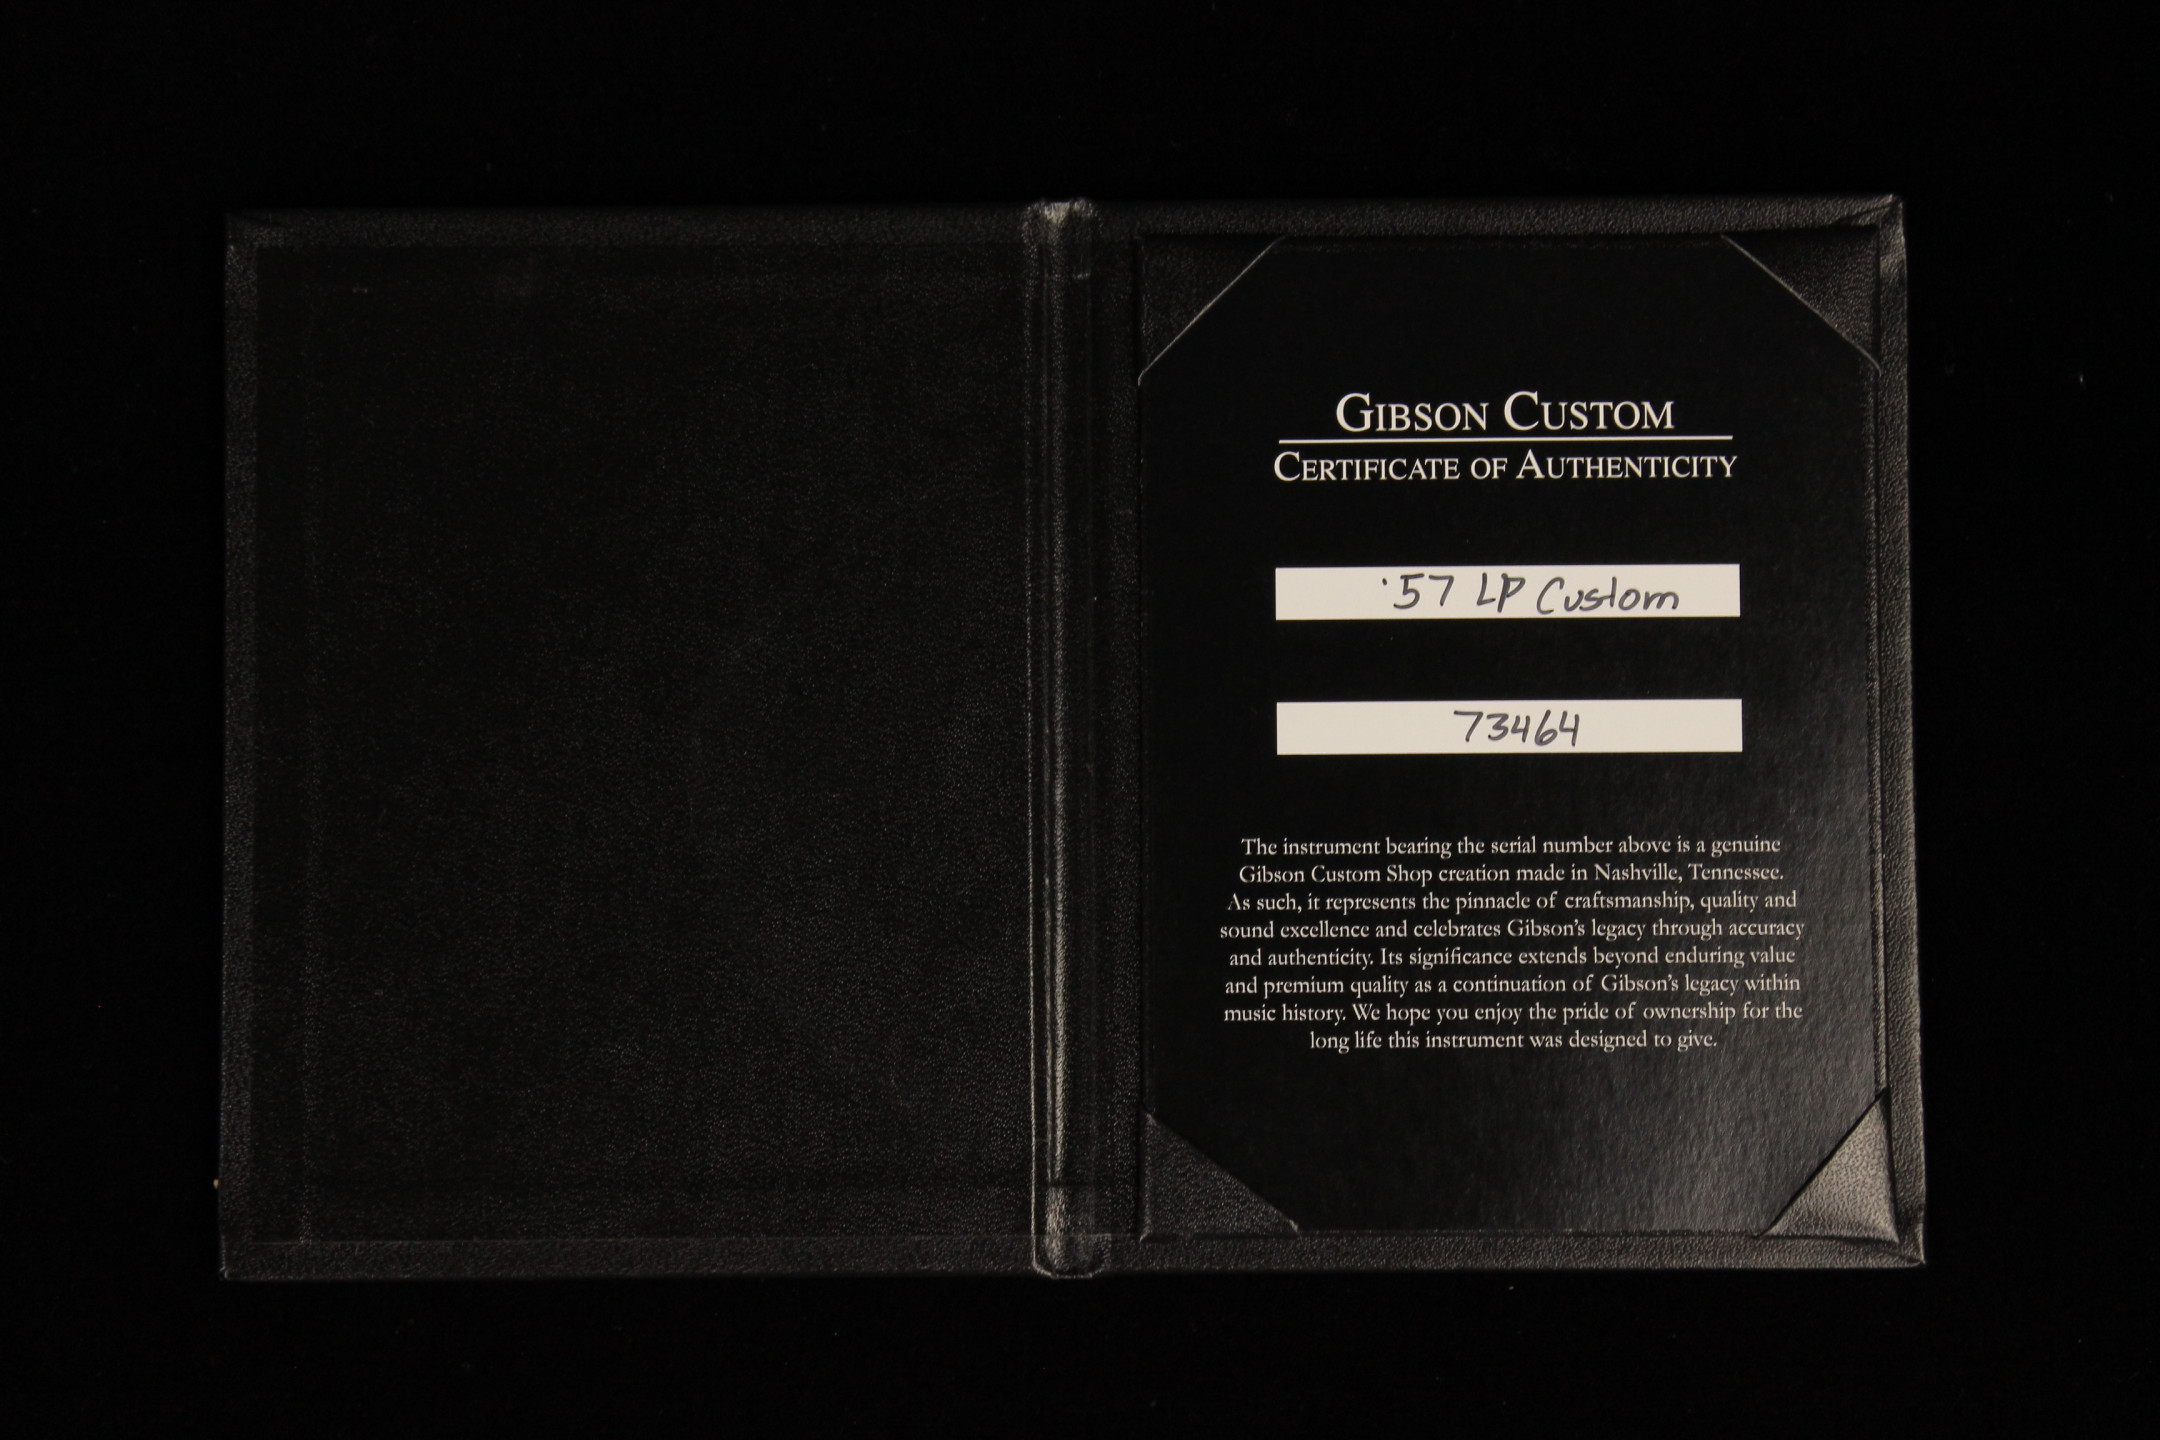 GIBSON CUSTOM
CERTIFICATE OF AUTHENTICITY
'57 LP Custom
73464
The instrument bearing the serial number above is a genuine
Gibson Custom Shop creation made in Nashville, Tennessee.
As such, it represents the pinnacle of craftsmanship, quality and
sound excellence and celebrates Gibson's legacy through accuracy
and authenticity. Its significance extends beyond enduring value
and premium quality as a continuation of Gibson's legacy within
music history. We hope you enjoy the pride of ownership for the
long life this instrument was designed to give.